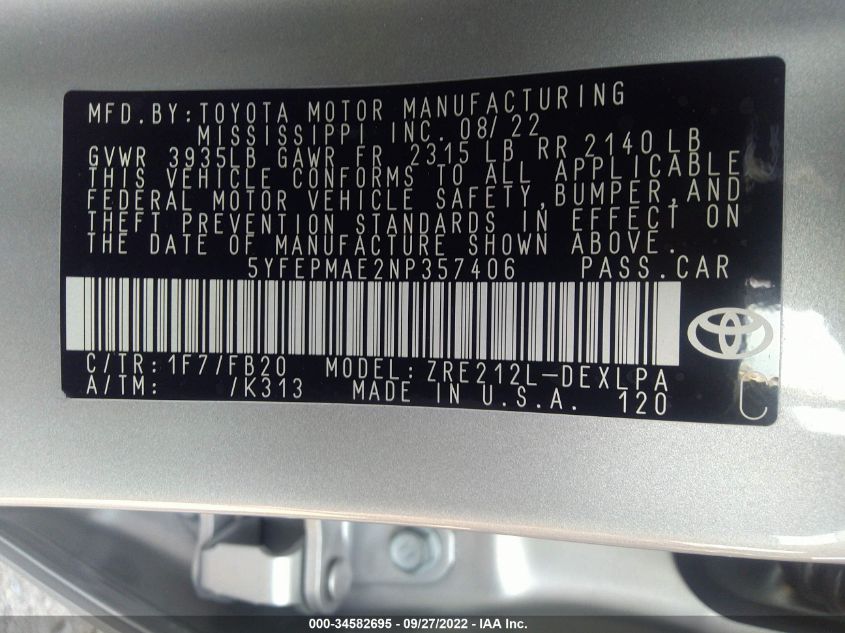 MFD.BY:TOYOTA MOTOR MANUFACTURING
MISSISSIPPI INC. 08/22
GVWR 3935LB GAWR FR 2315 LB RR 2140 LB
THIS VEHICLE CONFORMS TO ALL APPLICABLE
FEDERAL MOTOR VEHICLE SAFETY,BUMPER,AND
THEFT PREVENTION STANDARDS IN EFFECT ON
THE DATE OF MANUFACTURE SHOWN ABOVE.
5YFEPMAE2NP357406 PASS.CAR
C/TR:1F7/FB20 MODEL:ZRE212L-DEXLPA
A/TM: /K313 MADE IN U.S.A. 120
000-34582695 - 09/27/2022 - IAA Inc.